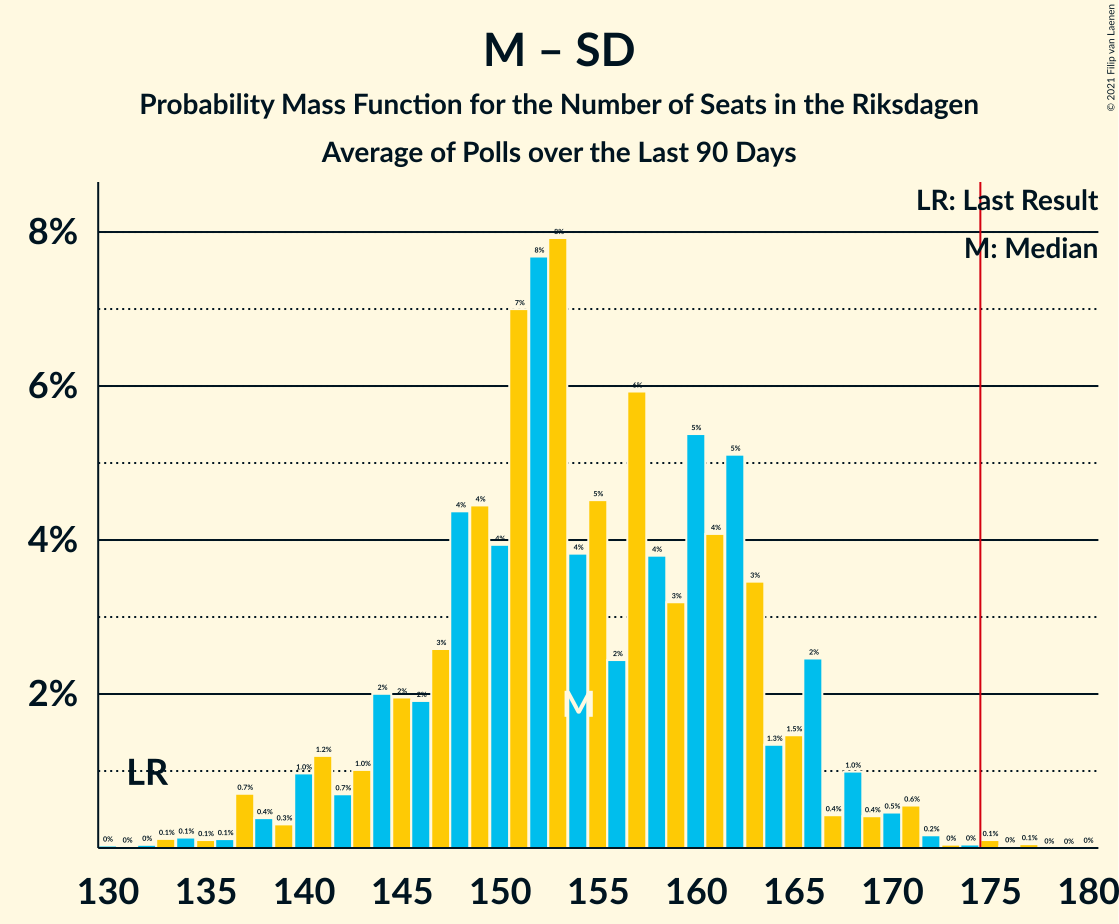 M – SD
Probability Mass Function for the Number of Seats in the Riksdagen
Average of Polls over the Last 90 Days
© 2021 Filip van Laenen
LR: Last Result
M: Median
8%
6%
4%
2%
LR
M
0% 0% 0% 0.1% 0.1% 0.1% 0.1% 0.7% 0.4% 0.3% 1.0% 1.2% 0.7% 1.0% 2% 2% 2% 3% 4% 4% 4% 7% 8% 8% 4% 5% 2% 6% 4% 3% 5% 4% 5% 3% 1.3% 1.5% 2% 0.4% 1.0% 0.4% 0.5% 0.6% 0.2% 0% 0% 0.1% 0% 0.1% 0% 0% 0%
130 135 140 145 150 155 160 165 170 175 180